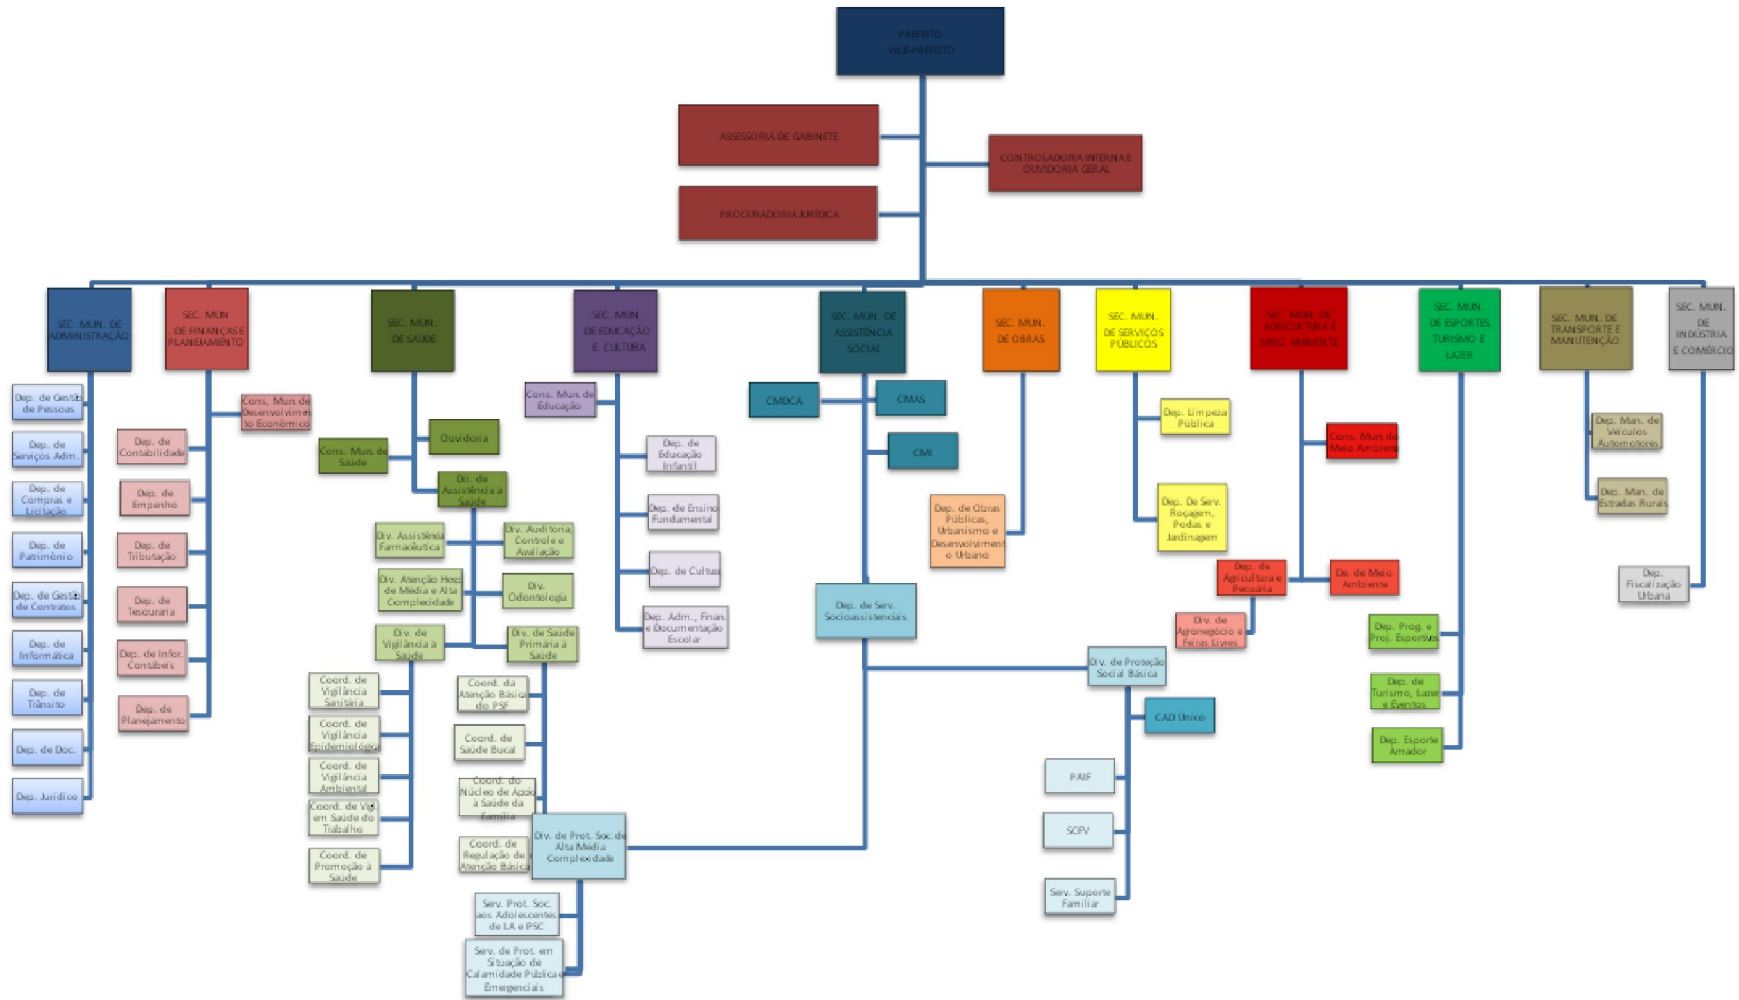 PREFEITO
VICE-PREFEITO
ASSESSORIA DE GABINETE
CONTROLADORIA INTERNA E
OUVIDORIA GERAL
PROCURADORIA JURÍDICA
SEC. MUN. DE
ADMINISTRAÇÃO
SEC. MUN
. DE FINANÇAS E
PLANEJAMENTO
SEC. MUN.
DE SAÚDE
SEC. MUN.
DE EDUCAÇÃO
E CULTURA
SEC. MUN. DE
ASSISTÊNCIA
SOCIAL
SEC. MUN.
DE OBRAS
SEC. MUN.
DE SERVIÇOS
PÚBLICOS
SEC. MUN. DE
AGRICULTURA E
MEIO AMBIENTE
SEC. MUN.
DE ESPORTES,
TURISMO E
LAZER
SEC. MUN. DE
TRANSPORTE E
MANUTENÇÃO
SEC. MUN.
DE
INDÚSTRIA
E COMÉRCIO
Dep. de Gestão
de Pessoas
Dep. de
Serviços Adm.
Dep. de
Compras e
Licitação
Dep. de
Patrimônio
Dep. de Gestão
de Contratos
Dep. de
Informática
Dep. de
Trânsito
Dep. de Doc.
Dep. Jurídico
Cons. Mun. de
Desenvolvimen
to Econômico
Dep. de
Contabilidade
Dep. de
Empenho
Dep. de
Tributação
Dep. de
Tesouraria
Dep. de Infor.
Contábeis
Dep. de
Planejamento
Ouvidoria
Cons. Mun. de
Saúde
Dir. de
Assistência à
Saúde
Div. Assistênca
Farmacêutica
Div. Auditoria,
Controle e
Avaliação
Div. Atenção Hosp.
de Média e Alta
Complecidade
Div.
Odontologia
Div. de
Vigilância à
Saúde
Div. de Saúde
Primária à
Saúde
Coord. de
Vigilância
Sanitária
Coord. de
Vigilância
Epidemiológica
Coord. de
Vigilância
Ambiental
Coord. de Vigi.
em Saúde do
Trabalho
Coord. de
Promoção à
Saúde
Coord. da
Atenção Básica
do PSF
Coord. de
Saúde Bucal
Coord. do
Núcleo de Apoio
à Saúde da
Família
Coord. de
Regulação de
Atenção Básica
Cons. Mun. de
Educação
Dep. de
Educação
Infantil
Dep. de Ensino
Fundamental
Dep. de Cultua
Dep. Adm., Finan.
e Documentação
Escolar
CMDCA
CMAS
CMI
Dep. de Serv.
Socioassistenciais
Div. de Prot. Soc. de
Alta Média
Complexidade
Serv. Prot. Soc.
aos Adolescentes
de LA e PSC
Serv. de Prot. em
Situação de
Calamidade Pública e
Emergenciais
Div. de Proteção
Social Básica
CAD Único
PAIF
SCFV
Serv. Suporte
Familiar
Dep. de Obras
Públicas,
Urbanismo e
Desenvolviment
o Urbano
Dep. Limpeza
Pública
Dep. De Serv.
Roçagem,
Podas e
Jardinagem
Cons. Mun. do
Meio Ambiente
Dep. de
Agricultura e
Pecuária
De. de Meio
Ambiente
Div. de
Agronegócio e
Feiras Livres
Dep. Prog. e
Proj. Esportivos
Dep. de
Turismo, Lazer
e Eventos
Dep. Esporte
Amador
Dep. Man. de
Veículos
Automotores
Dep. Man. de
Estradas Rurais
Dep.
Fiscalização
Urbana